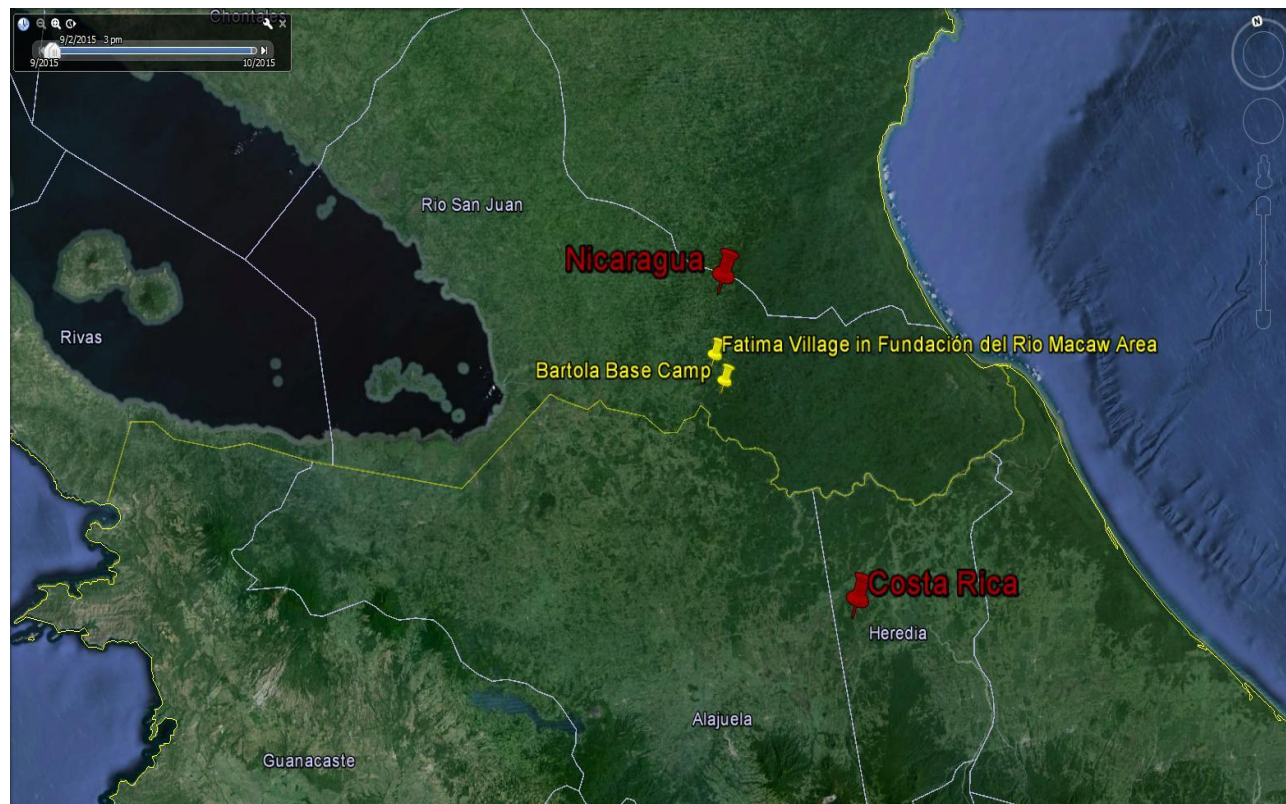 Chontales
9/2/2015 3 pm
9/2015
10/2015
N
Rio San Juan
Nicaragua
Rivas
Fatima Village in Fundación del Rio Macaw Area
Bartola Base Camp
Costa Rica
Heredia
Alajuela
Guanacaste